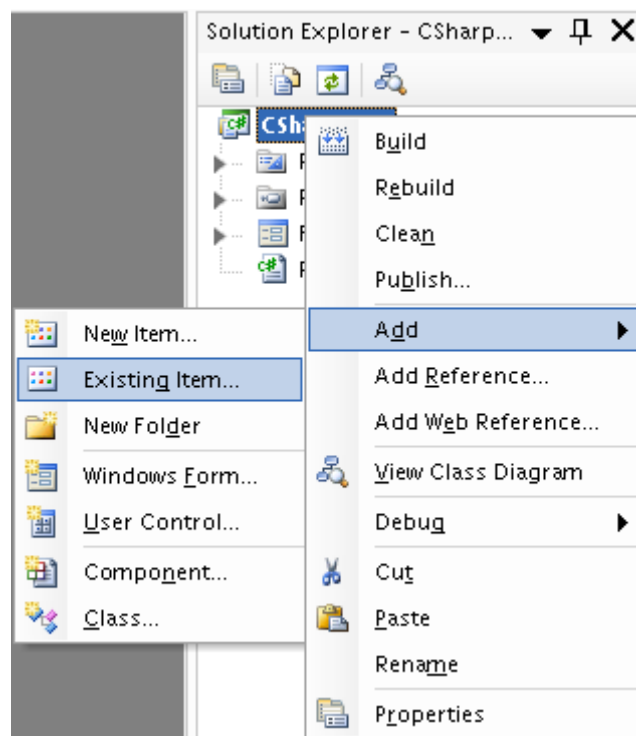 Solution Explorer - CSharp...
CSh
Build
Rebuild
Clean
Publish...
Add
Add Reference...
Add Web Reference...
View Class Diagram
Debug
Cut
Paste
Rename
Properties
New Item...
Existing Item...
New Folder
Windows Form...
User Control...
Component...
Class...